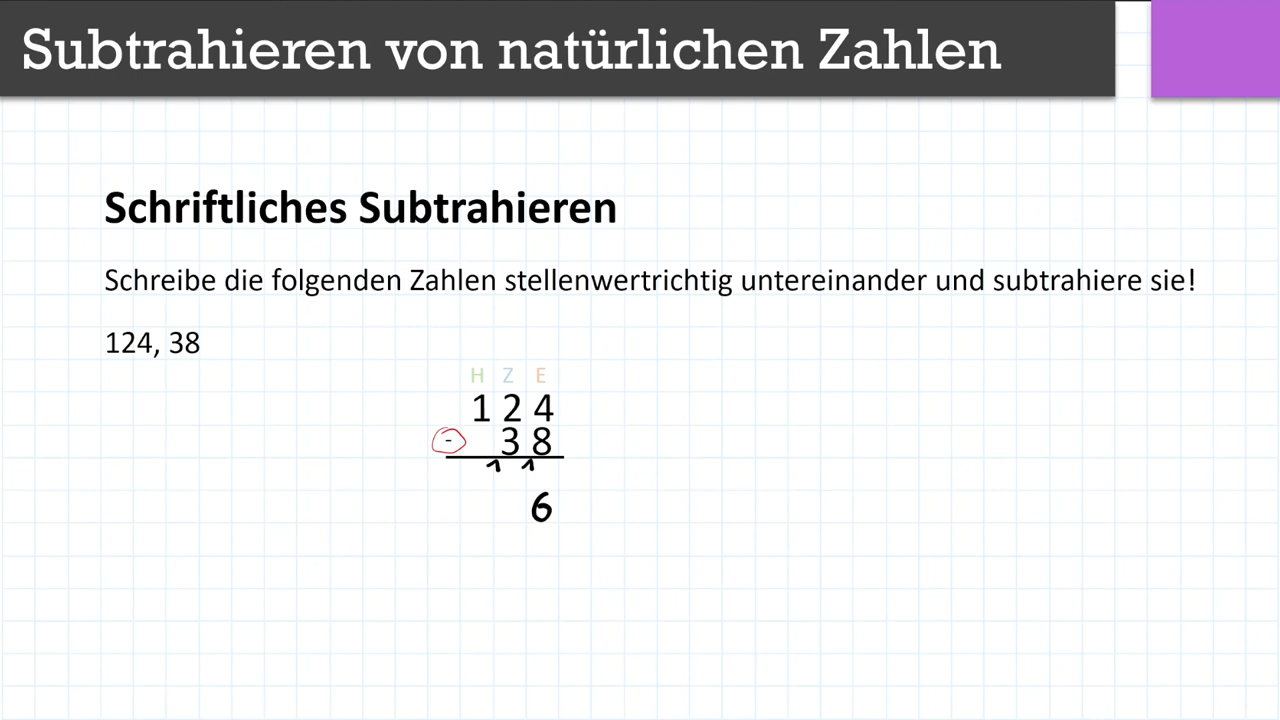 Subtrahieren von natürlichen Zahlen
Schriftliches Subtrahieren
Schreibe die folgenden Zahlen stellenwertrichtig untereinander und subtrahiere sie!
124, 38
H Z E
1 2 4
- 3 8
1 1
6